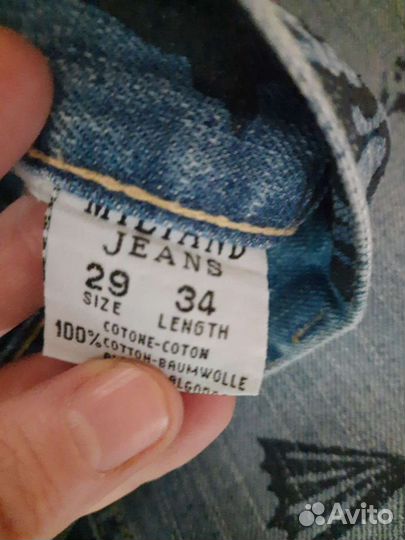 JEANS
29 34
SIZE LENGTH
100% COTONE-COTON
COTTON-BAUMWOLLE
Avito